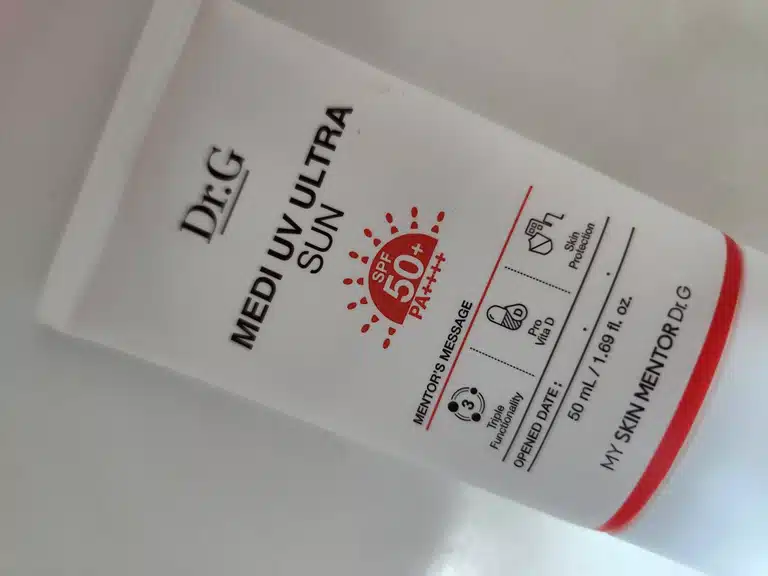 Dr.G
MEDI UV ULTRA
SUN
SPF
50+
PA++++
MENTOR'S MESSAGE
3
Triple
Functionality
D
Pro
Vita D
Skin
Protection
OPENED DATE : . .
50 mL / 1.69 fl. oz.
MY SKIN MENTOR Dr.G